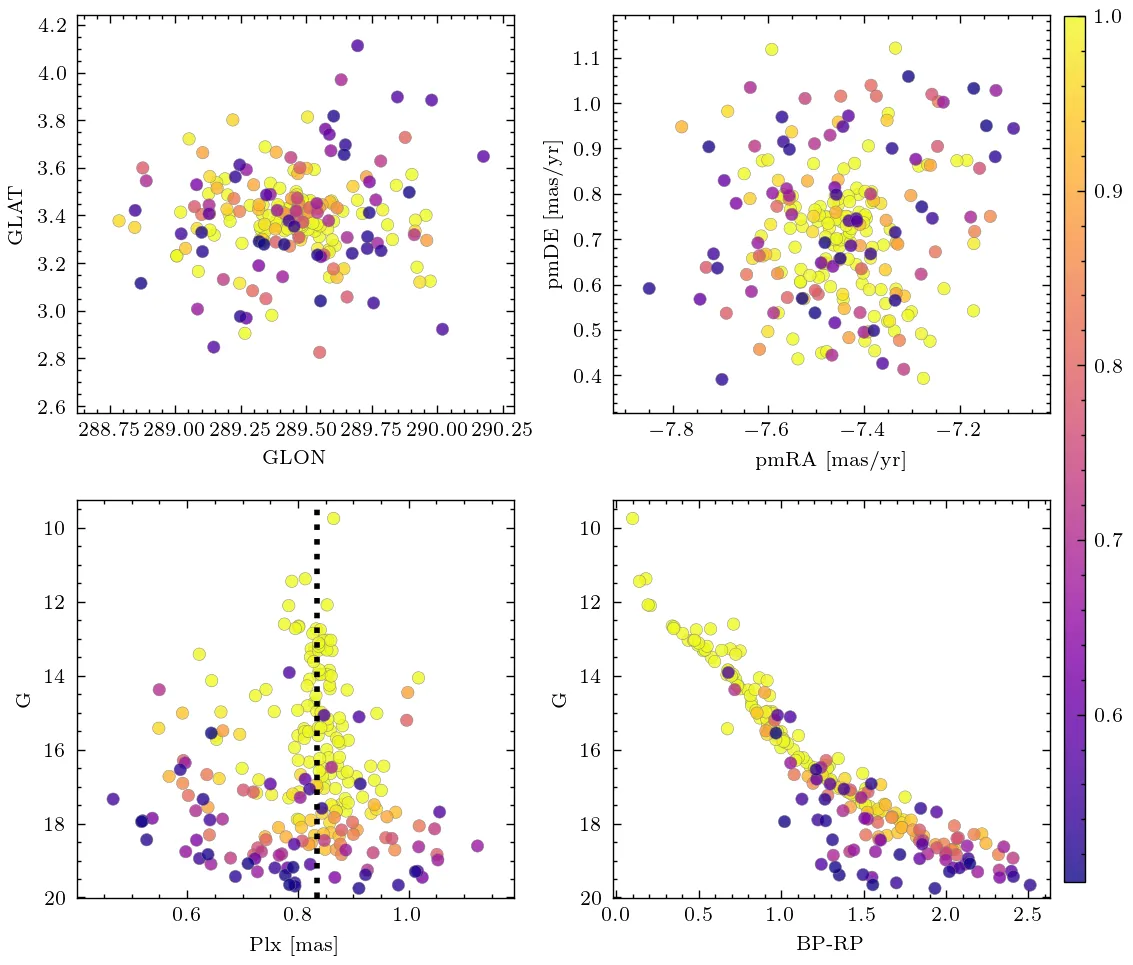 4.2
4.0
3.8
3.6
3.4
3.2
3.0
2.8
2.6
GLAT
288.75 289.00 289.25 289.50 289.75 290.00 290.25
GLON
1.1
1.0
0.9
0.8
0.7
0.6
0.5
0.4
pmDE [mas/yr]
−7.8 −7.6 −7.4 −7.2
pmRA [mas/yr]
1.0
0.9
0.8
0.7
0.6
10
12
14
16
18
20
G
0.6 0.8 1.0
Plx [mas]
10
12
14
16
18
20
G
0.0 0.5 1.0 1.5 2.0 2.5
BP-RP